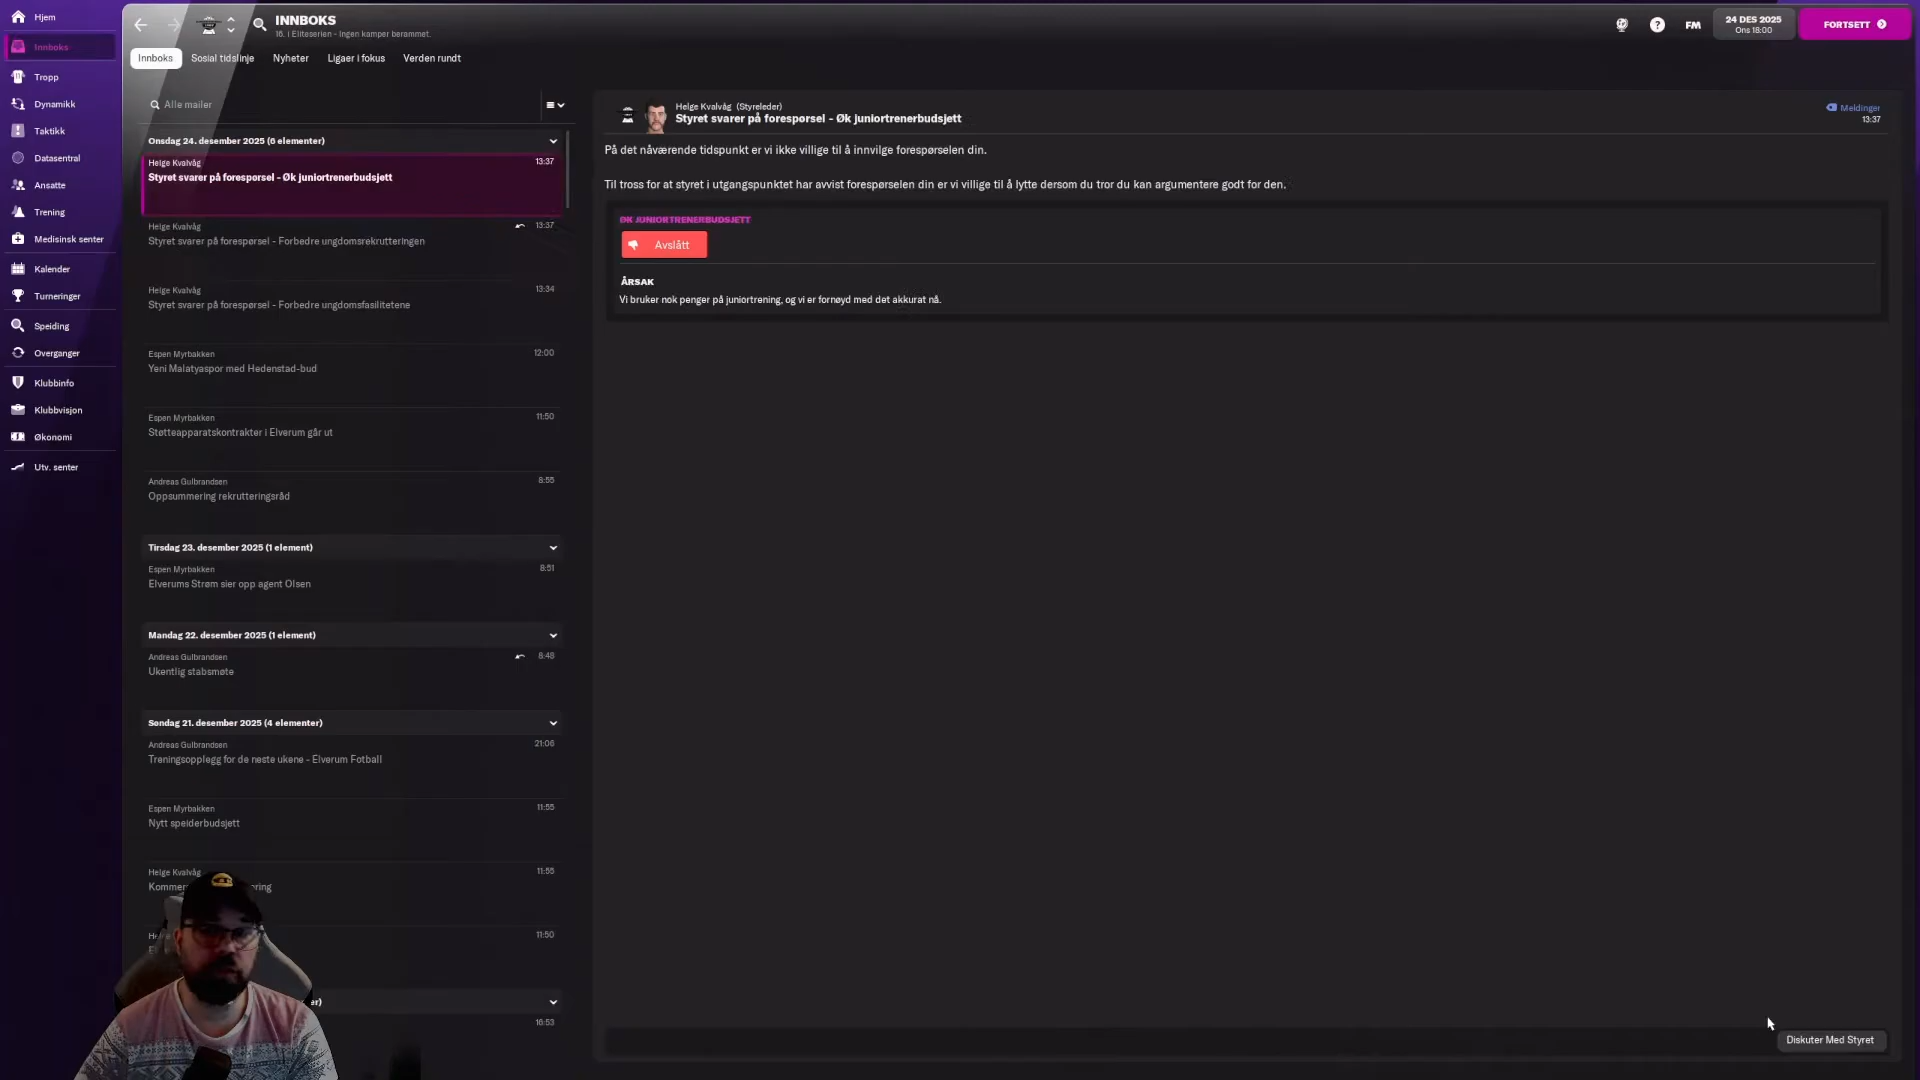 Hjem
Innboks
Tropp
Dynamikk
Taktikk
Datasentral
Ansatte
Trening
Medisinsk senter
Kalender
Turneringer
Speiding
Overganger
Klubbinfo
Klubbvisjon
Økonomi
Utv. senter
INNBOKS
16. i Eliteserien - Ingen kamper berammet.
FM
24 DES 2025
Ons 18:00
FORTSETT
Innboks
Sosial tidslinje
Nyheter
Ligaer i fokus
Verden rundt
Alle mailer
Onsdag 24. desember 2025 (6 elementer)
Helge Kvalvåg 13:37
Styret svarer på forespørsel - Øk juniortrenerbudsjett
Helge Kvalvåg 13:37
Styret svarer på forespørsel - Forbedre ungdomsrekrutteringen
Helge Kvalvåg 13:34
Styret svarer på forespørsel - Forbedre ungdomsfasilitetene
Espen Myrbakken 12:00
Yeni Malatyaspor med Hedenstad-bud
Espen Myrbakken 11:50
Støtteapparatskontrakter i Elverum går ut
Andreas Gulbrandsen 8:55
Oppsummering rekrutteringsråd
Tirsdag 23. desember 2025 (1 element)
Espen Myrbakken 8:51
Elverums Strøm sier opp agent Olsen
Mandag 22. desember 2025 (1 element)
Andreas Gulbrandsen 8:48
Ukentlig stabsmøte
Søndag 21. desember 2025 (4 elementer)
Andreas Gulbrandsen 21:06
Treningsopplegg for de neste ukene - Elverum Fotball
Espen Myrbakken 11:55
Nytt speiderbudsjett
Helge Kvalvåg 11:55
11:50
16:53
Helge Kvalvåg (Styreleder)
Styret svarer på forespørsel - Øk juniortrenerbudsjett
Meldinger
13:37
På det nåværende tidspunkt er vi ikke villige til å innvilge forespørselen din.
Til tross for at styret i utgangspunktet har avvist forespørselen din er vi villige til å lytte dersom du tror du kan argumentere godt for den.
ØK JUNIORTRENERBUDSJETT
Avslått
ÅRSAK
Vi bruker nok penger på juniortrening, og vi er fornøyd med det akkurat nå.
Diskuter Med Styret